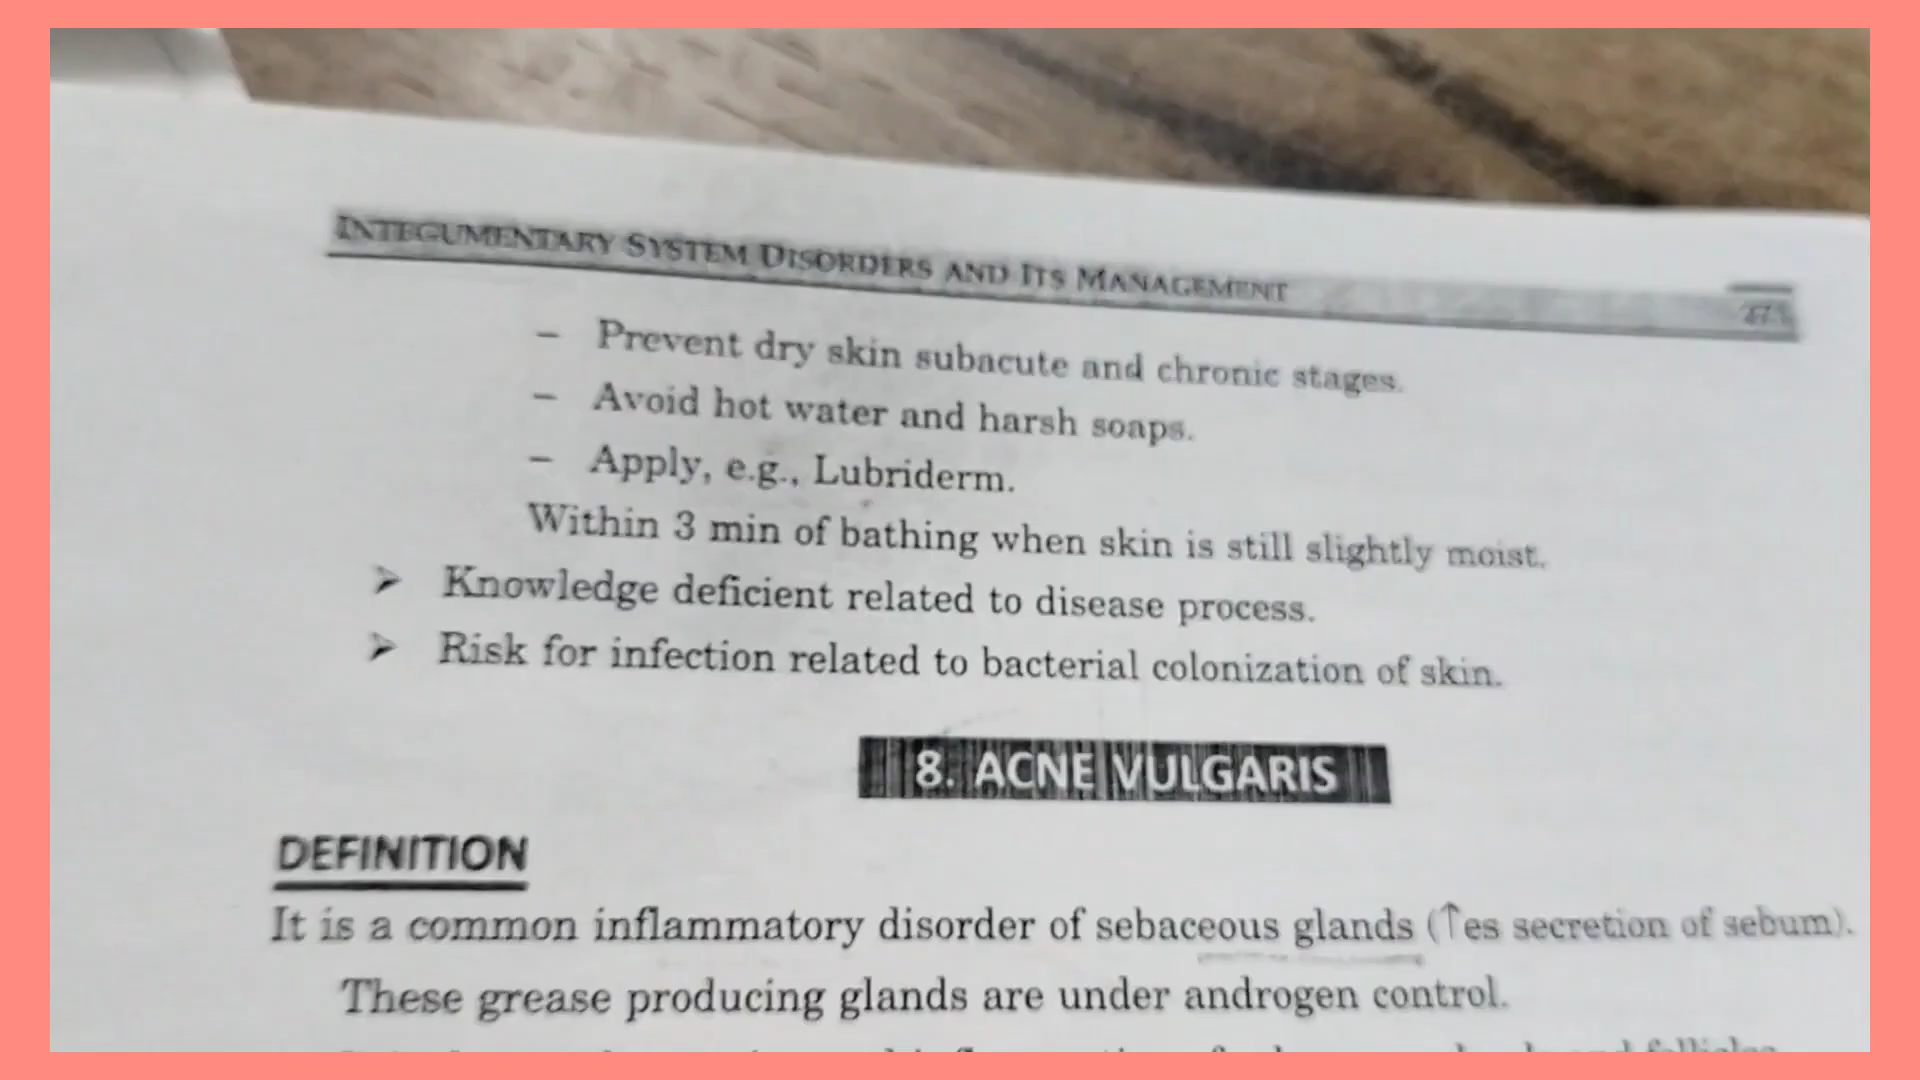 INTEGUMENTARY SYSTEM DISORDERS AND ITS MANAGEMENT
– Prevent dry skin subacute and chronic stages.
– Avoid hot water and harsh soaps.
– Apply, e.g., Lubriderm.
Within 3 min of bathing when skin is still slightly moist.
➢ Knowledge deficient related to disease process.
➢ Risk for infection related to bacterial colonization of skin.
8. ACNE VULGARIS
DEFINITION
It is a common inflammatory disorder of sebaceous glands (↑es secretion of sebum).
These grease producing glands are under androgen control.